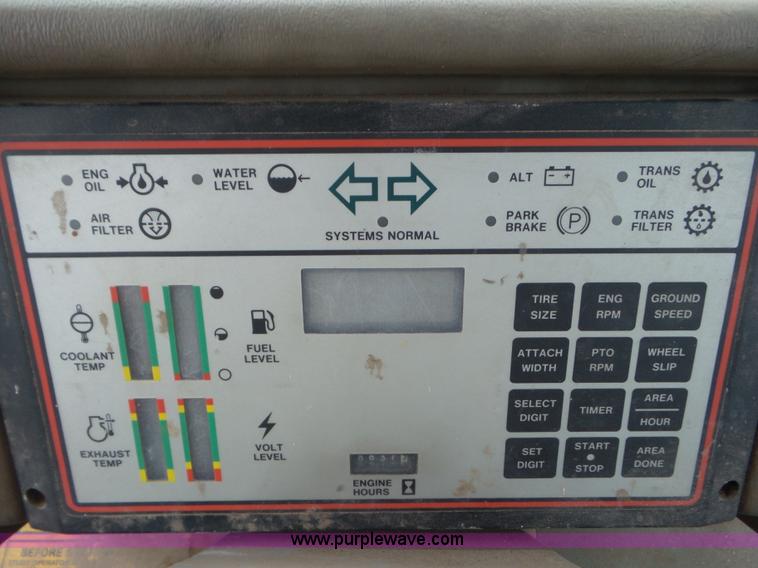 ENG
OIL
WATER
LEVEL
ALT
TRANS
OIL
AIR
FILTER
SYSTEMS NORMAL
PARK
BRAKE
P
TRANS
FILTER
COOLANT
TEMP
FUEL
LEVEL
EXHAUST
TEMP
VOLT
LEVEL
ENGINE
HOURS
TIRE
SIZE
ENG
RPM
GROUND
SPEED
ATTACH
WIDTH
PTO
RPM
WHEEL
SLIP
SELECT
DIGIT
TIMER
AREA
HOUR
SET
DIGIT
START
STOP
AREA
DONE
www.purplewave.com
BEFORE